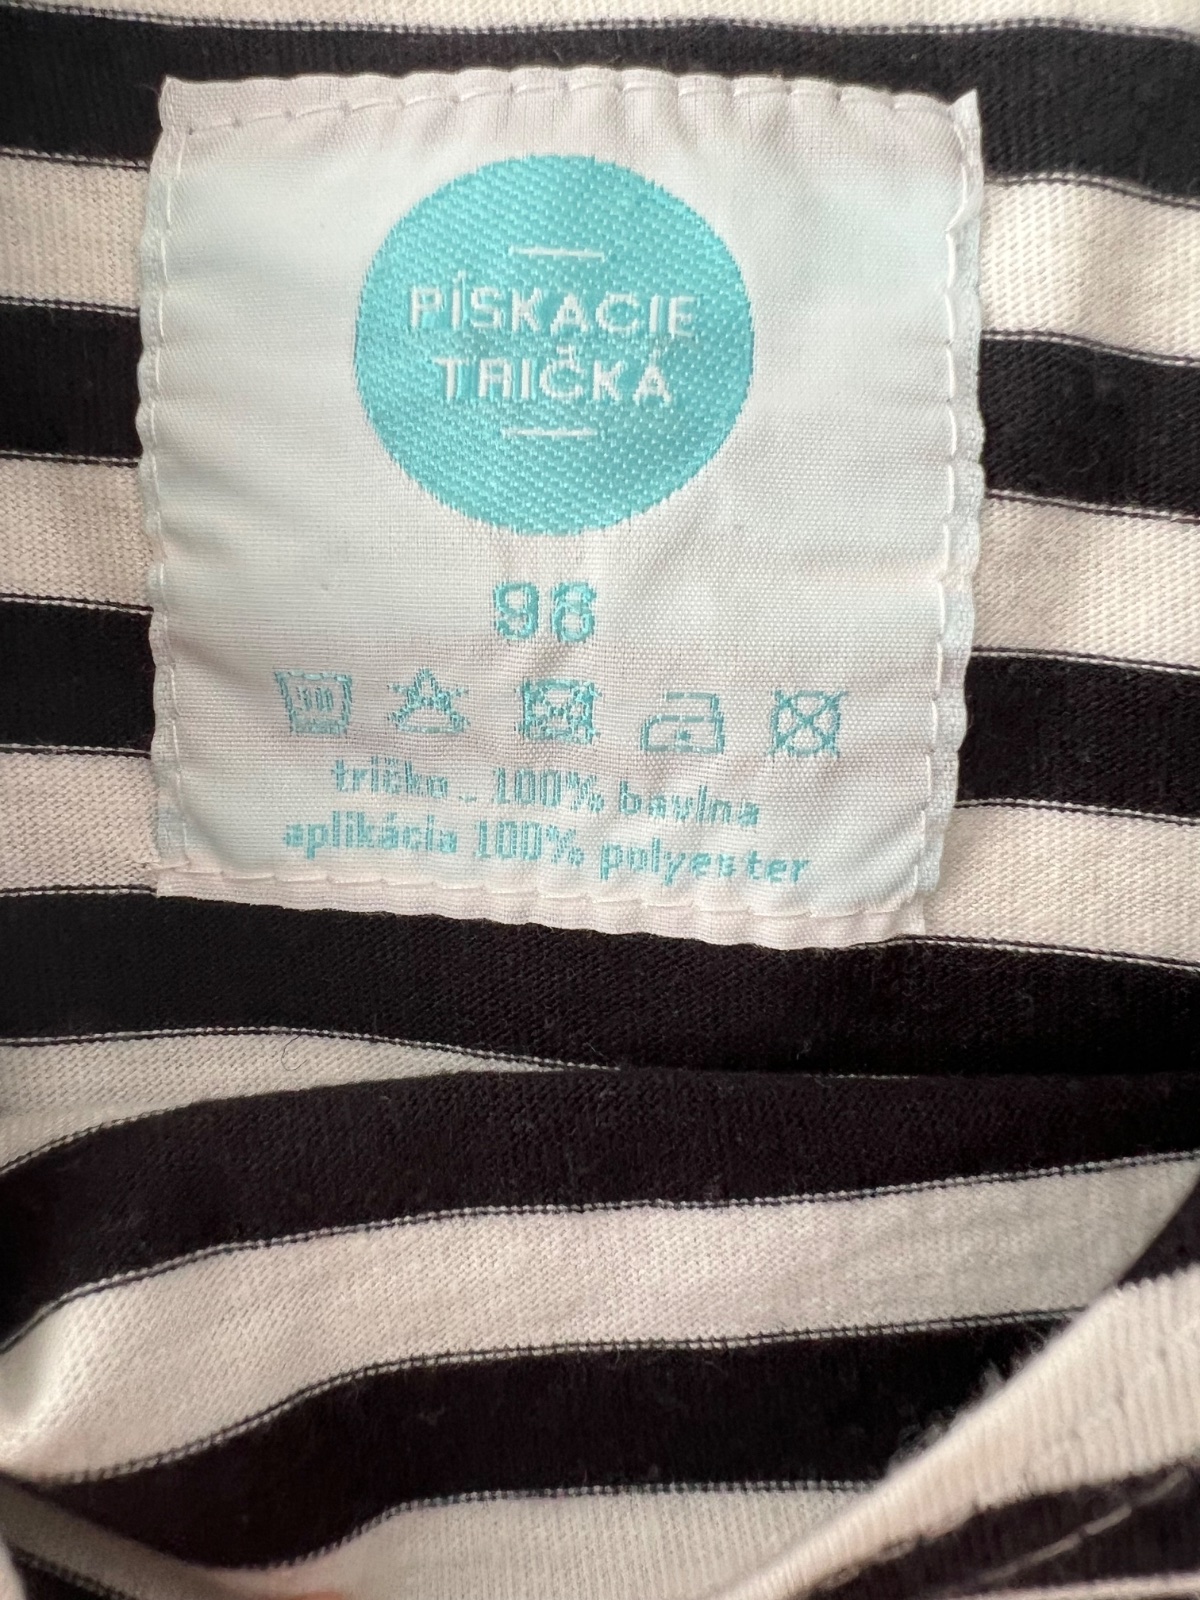 PÍSKACIE
TRIČKÁ
98
tričko - 100% bavlna
aplikácia 100% polyester